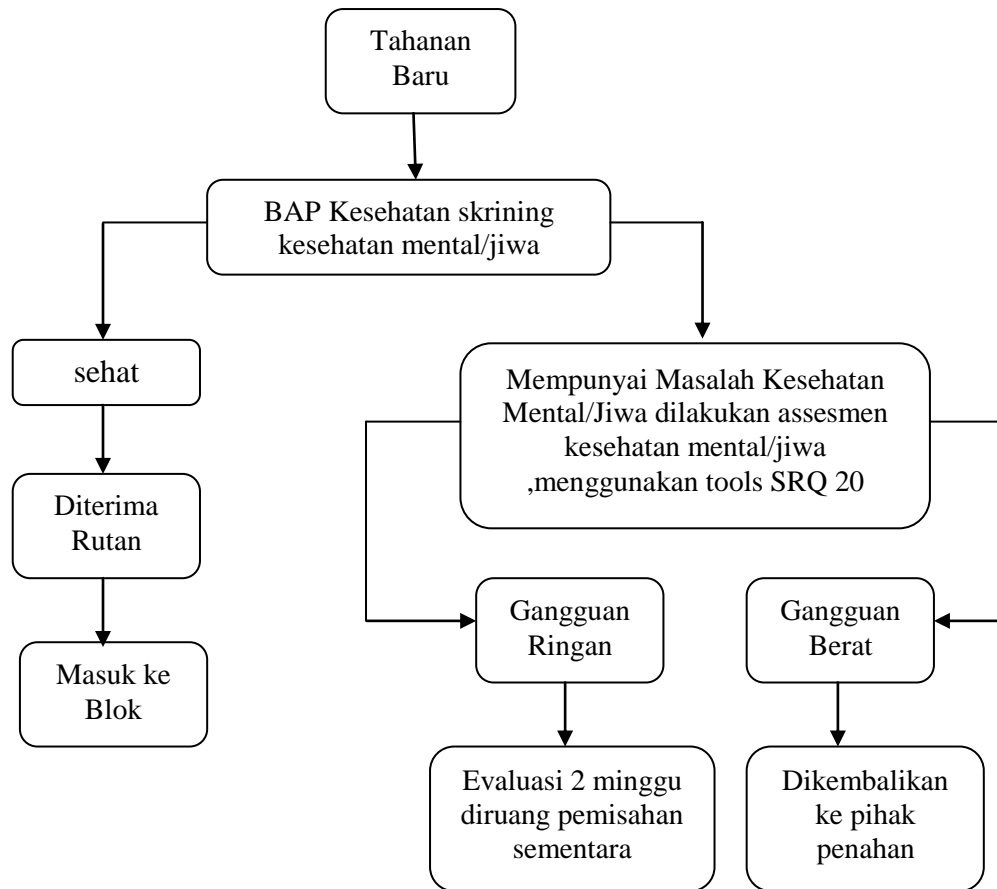 Tahanan
Baru
BAP Kesehatan skrining
kesehatan mental/jiwa
sehat
Mempunyai Masalah Kesehatan
Mental/Jiwa dilakukan assesmen
kesehatan mental/jiwa
,menggunakan tools SRQ 20
Diterima
Rutan
Gangguan
Ringan
Gangguan
Berat
Masuk ke
Blok
Evaluasi 2 minggu
diruang pemisahan
sementara
Dikembalikan
ke pihak
penahan